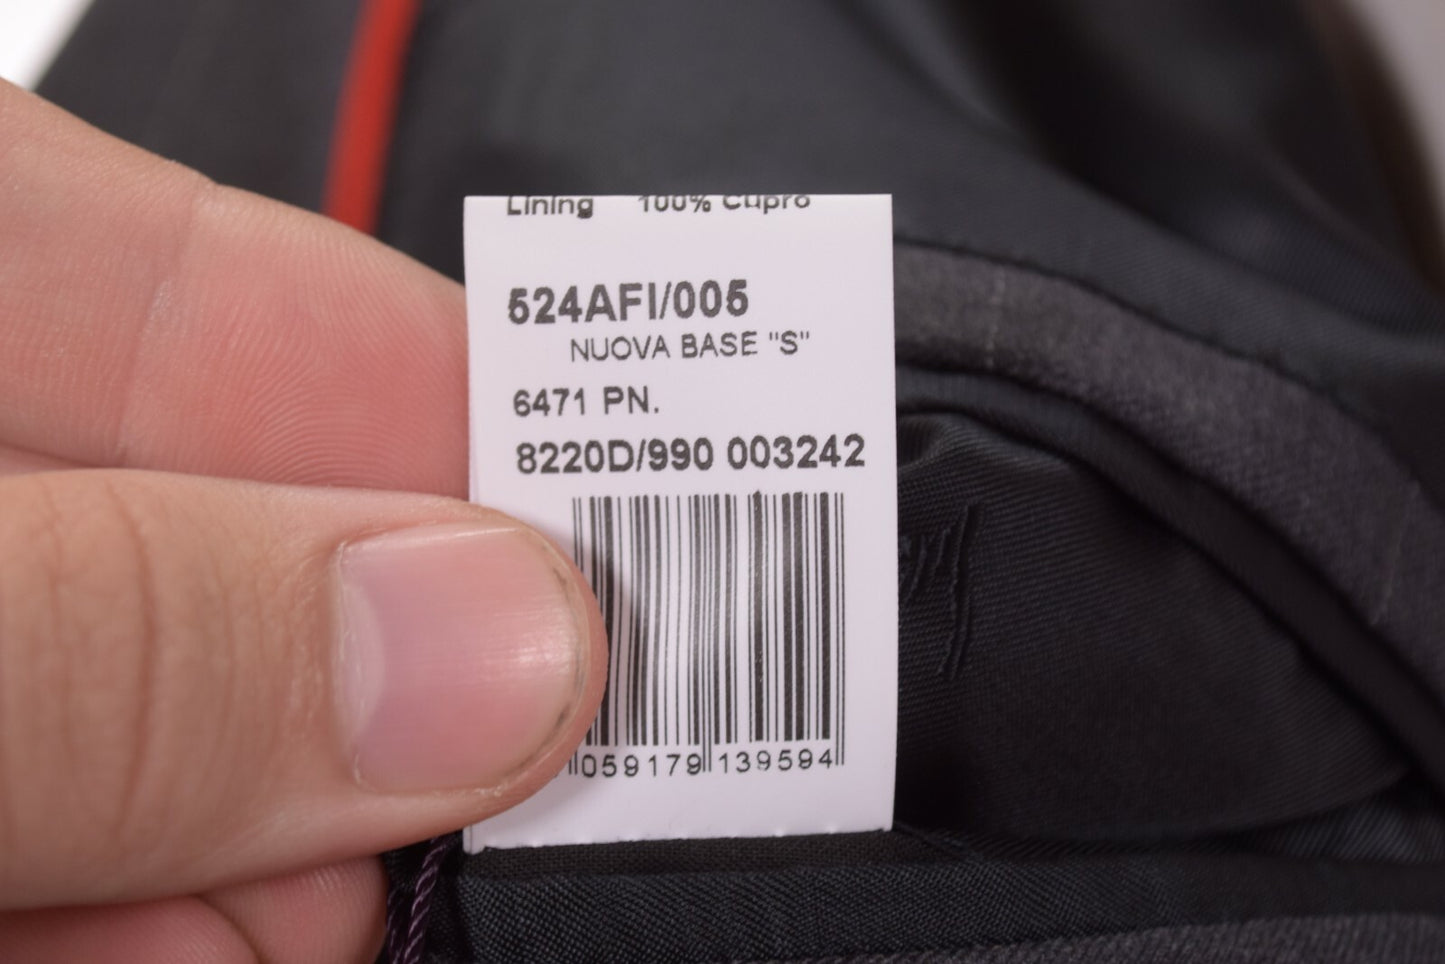 Lining 100% Cupro
524AFI/005
NUOVA BASE "S"
6471 PN.
8220D/990 003242
059179 139594